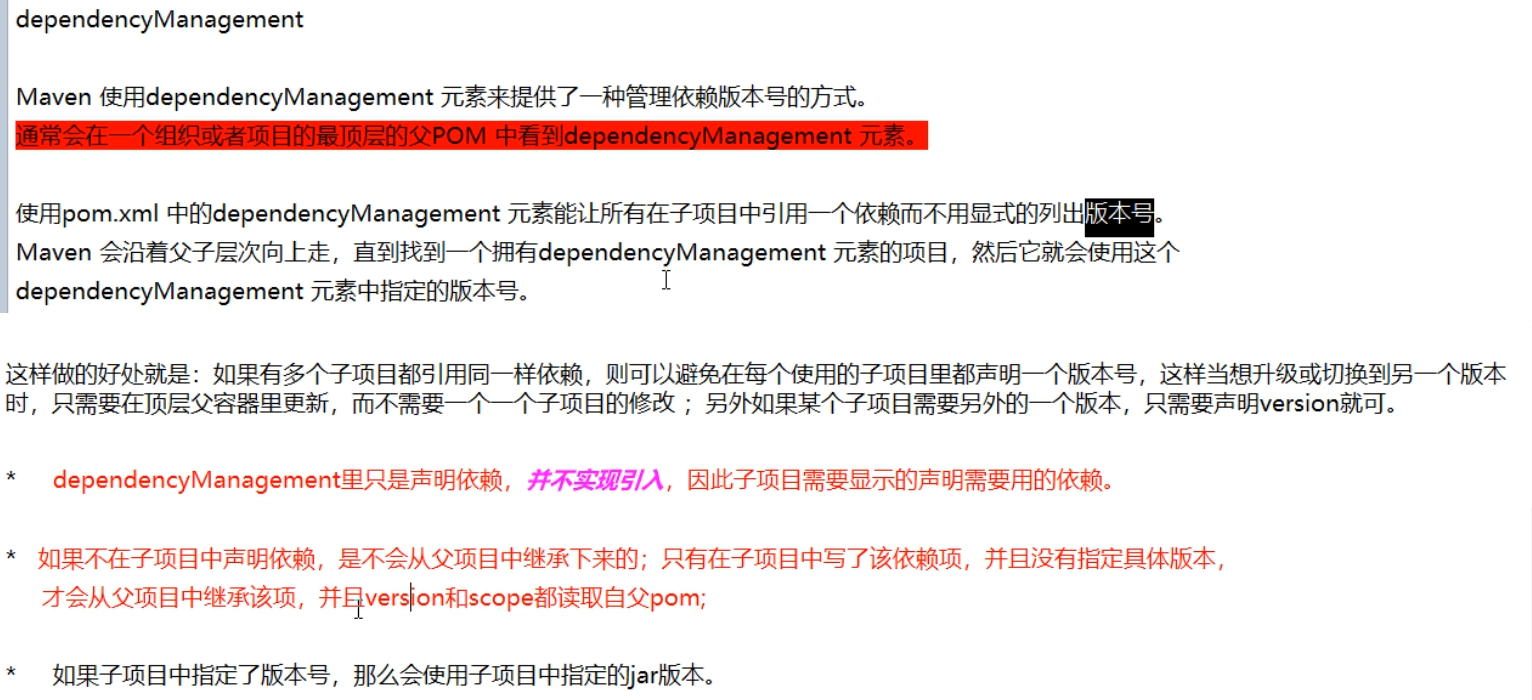 dependencyManagement
Maven 使用dependencyManagement 元素来提供了一种管理依赖版本号的方式。
通常会在一个组织或者项目的最顶层的父POM 中看到dependencyManagement 元素。
使用pom.xml 中的dependencyManagement 元素能让所有在子项目中引用一个依赖而不用显式的列出版本号。
Maven 会沿着父子层次向上走，直到找到一个拥有dependencyManagement 元素的项目，然后它就会使用这个
dependencyManagement 元素中指定的版本号。
这样做的好处就是：如果有多个子项目都引用同一样依赖，则可以避免在每个使用的子项目里都声明一个版本号，这样当想升级或切换到另一个版本
时，只需要在顶层父容器里更新，而不需要一个一个子项目的修改 ；另外如果某个子项目需要另外的一个版本，只需要声明version就可。
* dependencyManagement里只是声明依赖，并不实现引入，因此子项目需要显示的声明需要用的依赖。
* 如果不在子项目中声明依赖，是不会从父项目中继承下来的；只有在子项目中写了该依赖项，并且没有指定具体版本，
才会从父项目中继承该项，并且version和scope都读取自父pom;
* 如果子项目中指定了版本号，那么会使用子项目中指定的jar版本。